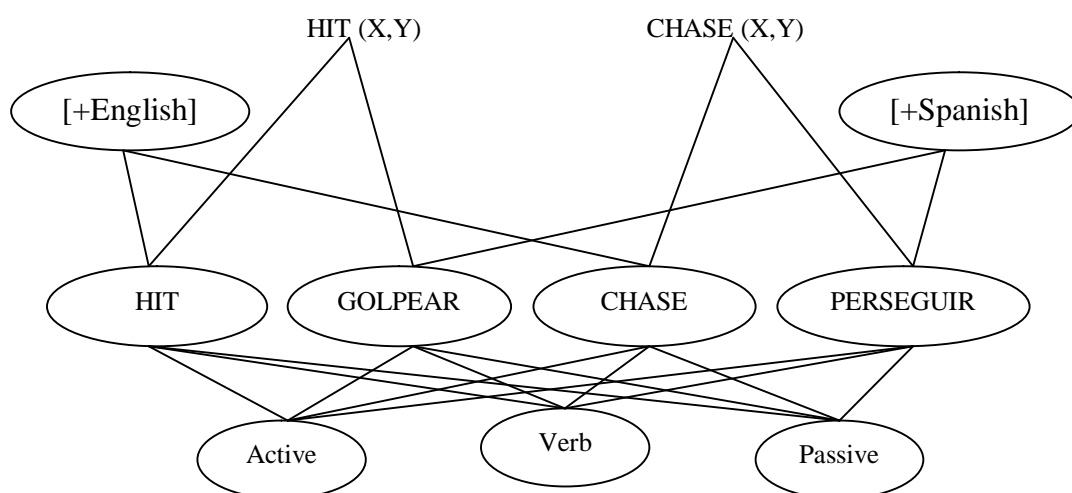 HIT (X,Y) CHASE (X,Y)
[+English] [+Spanish]
HIT GOLPEAR CHASE PERSEGUIR
Active Verb Passive